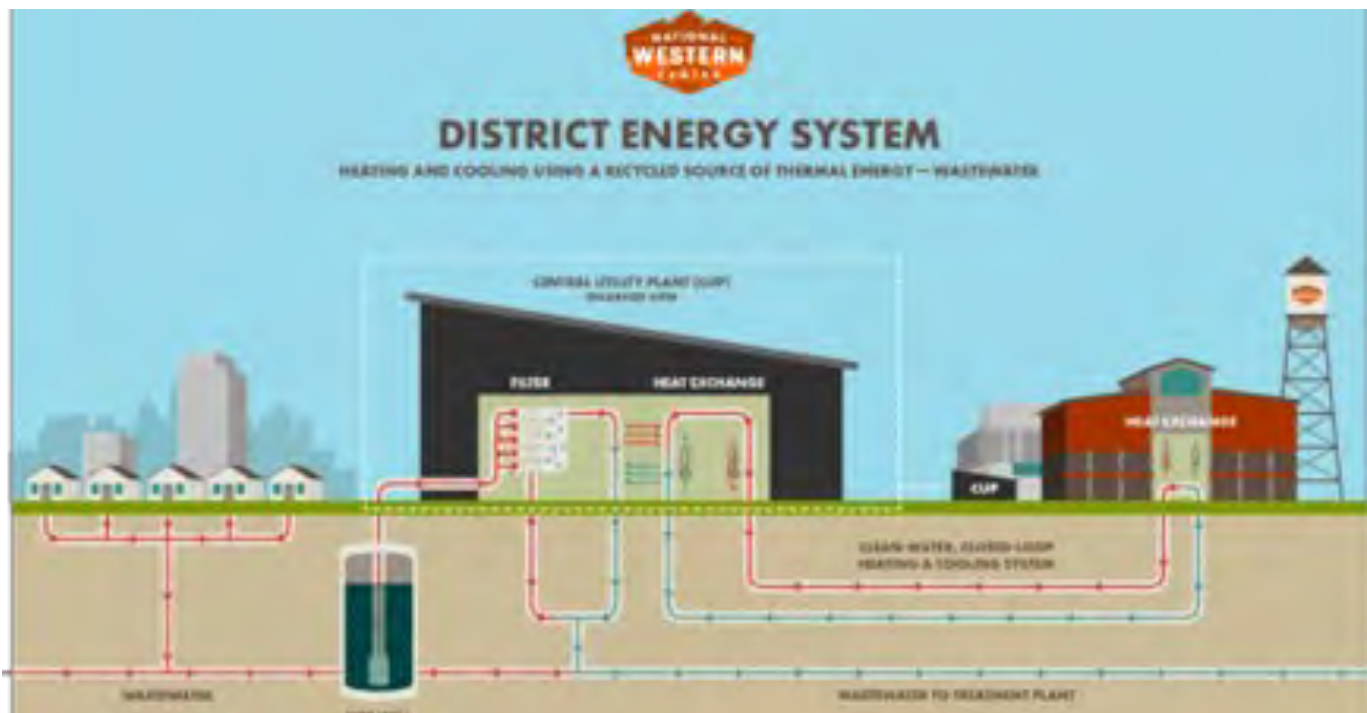 NATIONAL
WESTERN
CENTER
DISTRICT ENERGY SYSTEM
HEATING AND COOLING USING A RECYCLED SOURCE OF THERMAL ENERGY — WASTEWATER
CENTRAL UTILITY PLANT (CUP)
ENLARGED VIEW
FILTER
HEAT EXCHANGE
HEAT EXCHANGE
CUP
CLEAN-WATER, CLOSED-LOOP
HEATING & COOLING SYSTEM
WASTEWATER
WASTEWATER TO TREATMENT PLANT